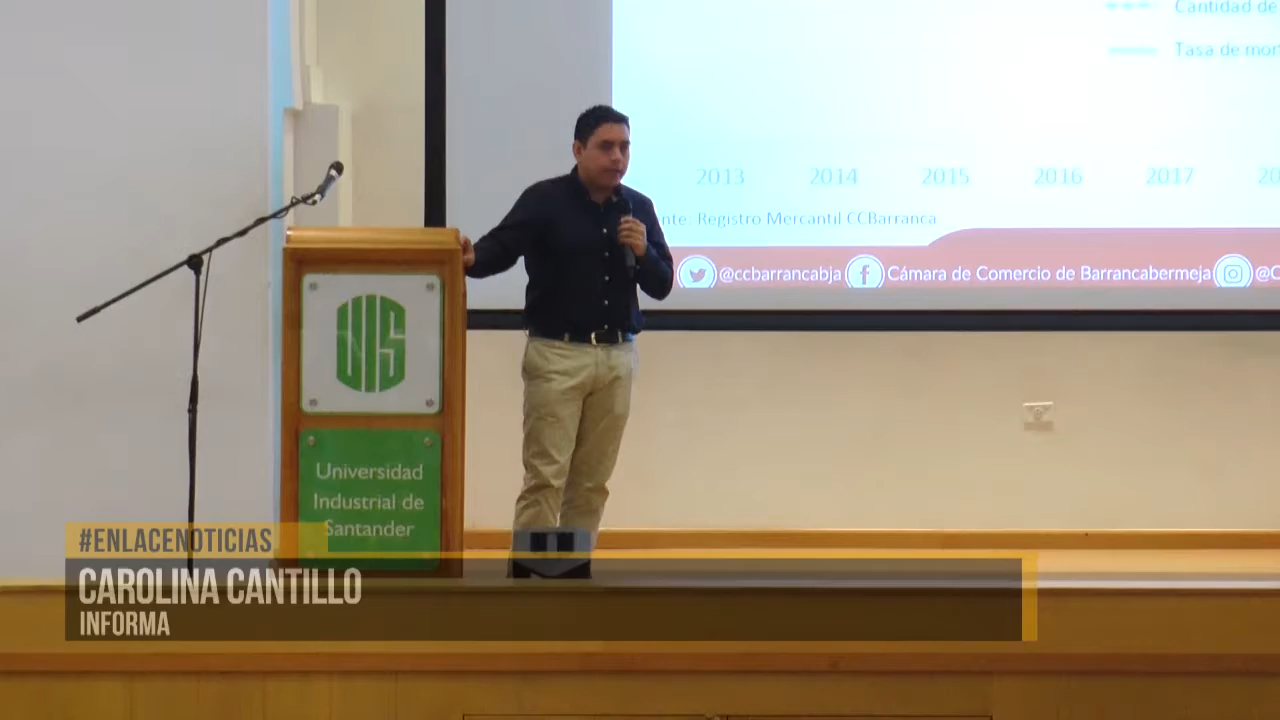 Cantidad de
Tasa de
2013 2014 2015 2016 2017
Registro Mercantil CCBarranca
@ccbarrancabja Cámara de Comercio de Barrancabermeja
UIS
Universidad
Industrial de
Santander
#ENLACENOTICIAS
CAROLINA CANTILLO
INFORMA